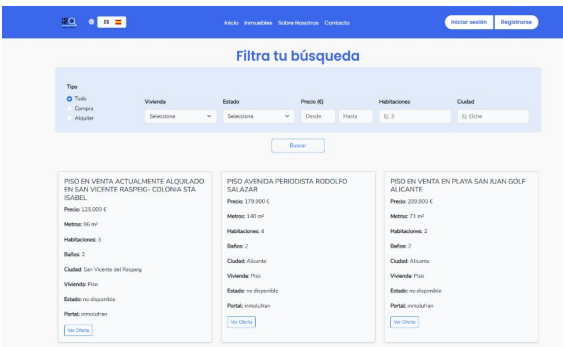 ES
Inicio Inmuebles Sobre Nosotros Contacto
Iniciar sesión Registrarse
Filtra tu búsqueda
Tipo
Todo
Compra
Alquiler
Vivienda
Selecciona
Estado
Selecciona
Precio (€)
Desde Hasta
Habitaciones
Ej: 3
Ciudad
Ej: Elche
Buscar
PISO EN VENTA ACTUALMENTE ALQUILADO
EN SAN VICENTE RASPEIG- COLONIA STA
ISABEL
Precio: 125.000 €
Metros: 96 m²
Habitaciones: 3
Baños: 2
Ciudad: San Vicente del Raspeig
Vivienda: Piso
Estado: no disponible
Portal: inmolufran
Ver Oferta
PISO AVENIDA PERIODISTA RODOLFO
SALAZAR
Precio: 179.900 €
Metros: 140 m²
Habitaciones: 4
Baños: 2
Ciudad: Alicante
Vivienda: Piso
Estado: no disponible
Portal: inmolufran
Ver Oferta
PISO EN VENTA EN PLAYA SAN JUAN GOLF
ALICANTE
Precio: 299.900 €
Metros: 71 m²
Habitaciones: 2
Baños: 2
Ciudad: Alicante
Vivienda: Piso
Estado: no disponible
Portal: inmolufran
Ver Oferta